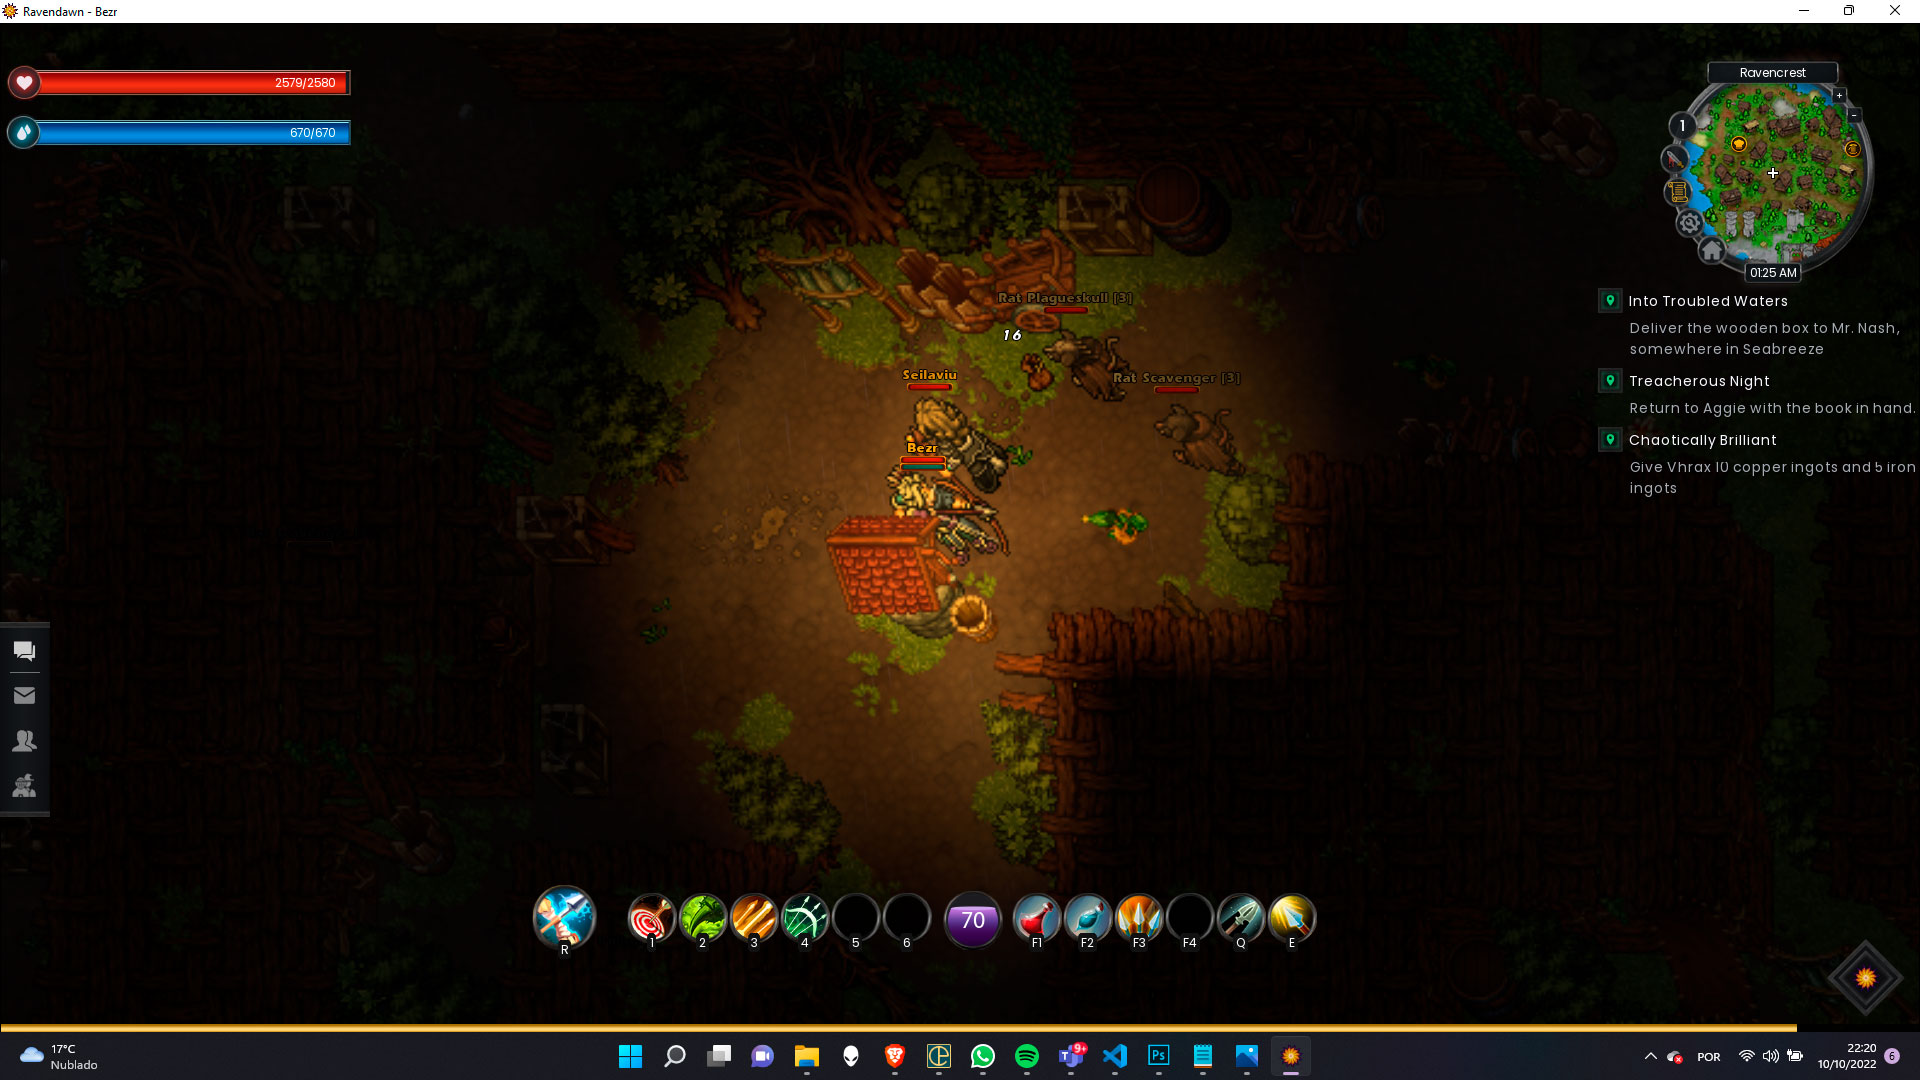 Ravendawn - Bezr
2579/2580
670/670
Ravencrest
+
-
1
01:25 AM
Into Troubled Waters
Deliver the wooden box to Mr. Nash,
somewhere in Seabreeze
Treacherous Night
Return to Aggie with the book in hand.
Chaotically Brilliant
Give Vhrax 10 copper ingots and 5 iron
ingots
Rat Plagueskull [3]
16
Seilaviu
Rat Scavenger [3]
Bezr
70
R
1
2
3
4
5
6
F1
F2
F3
F4
Q
E
17°C
Nublado
9+
Ps
POR
22:20
10/10/2022
6